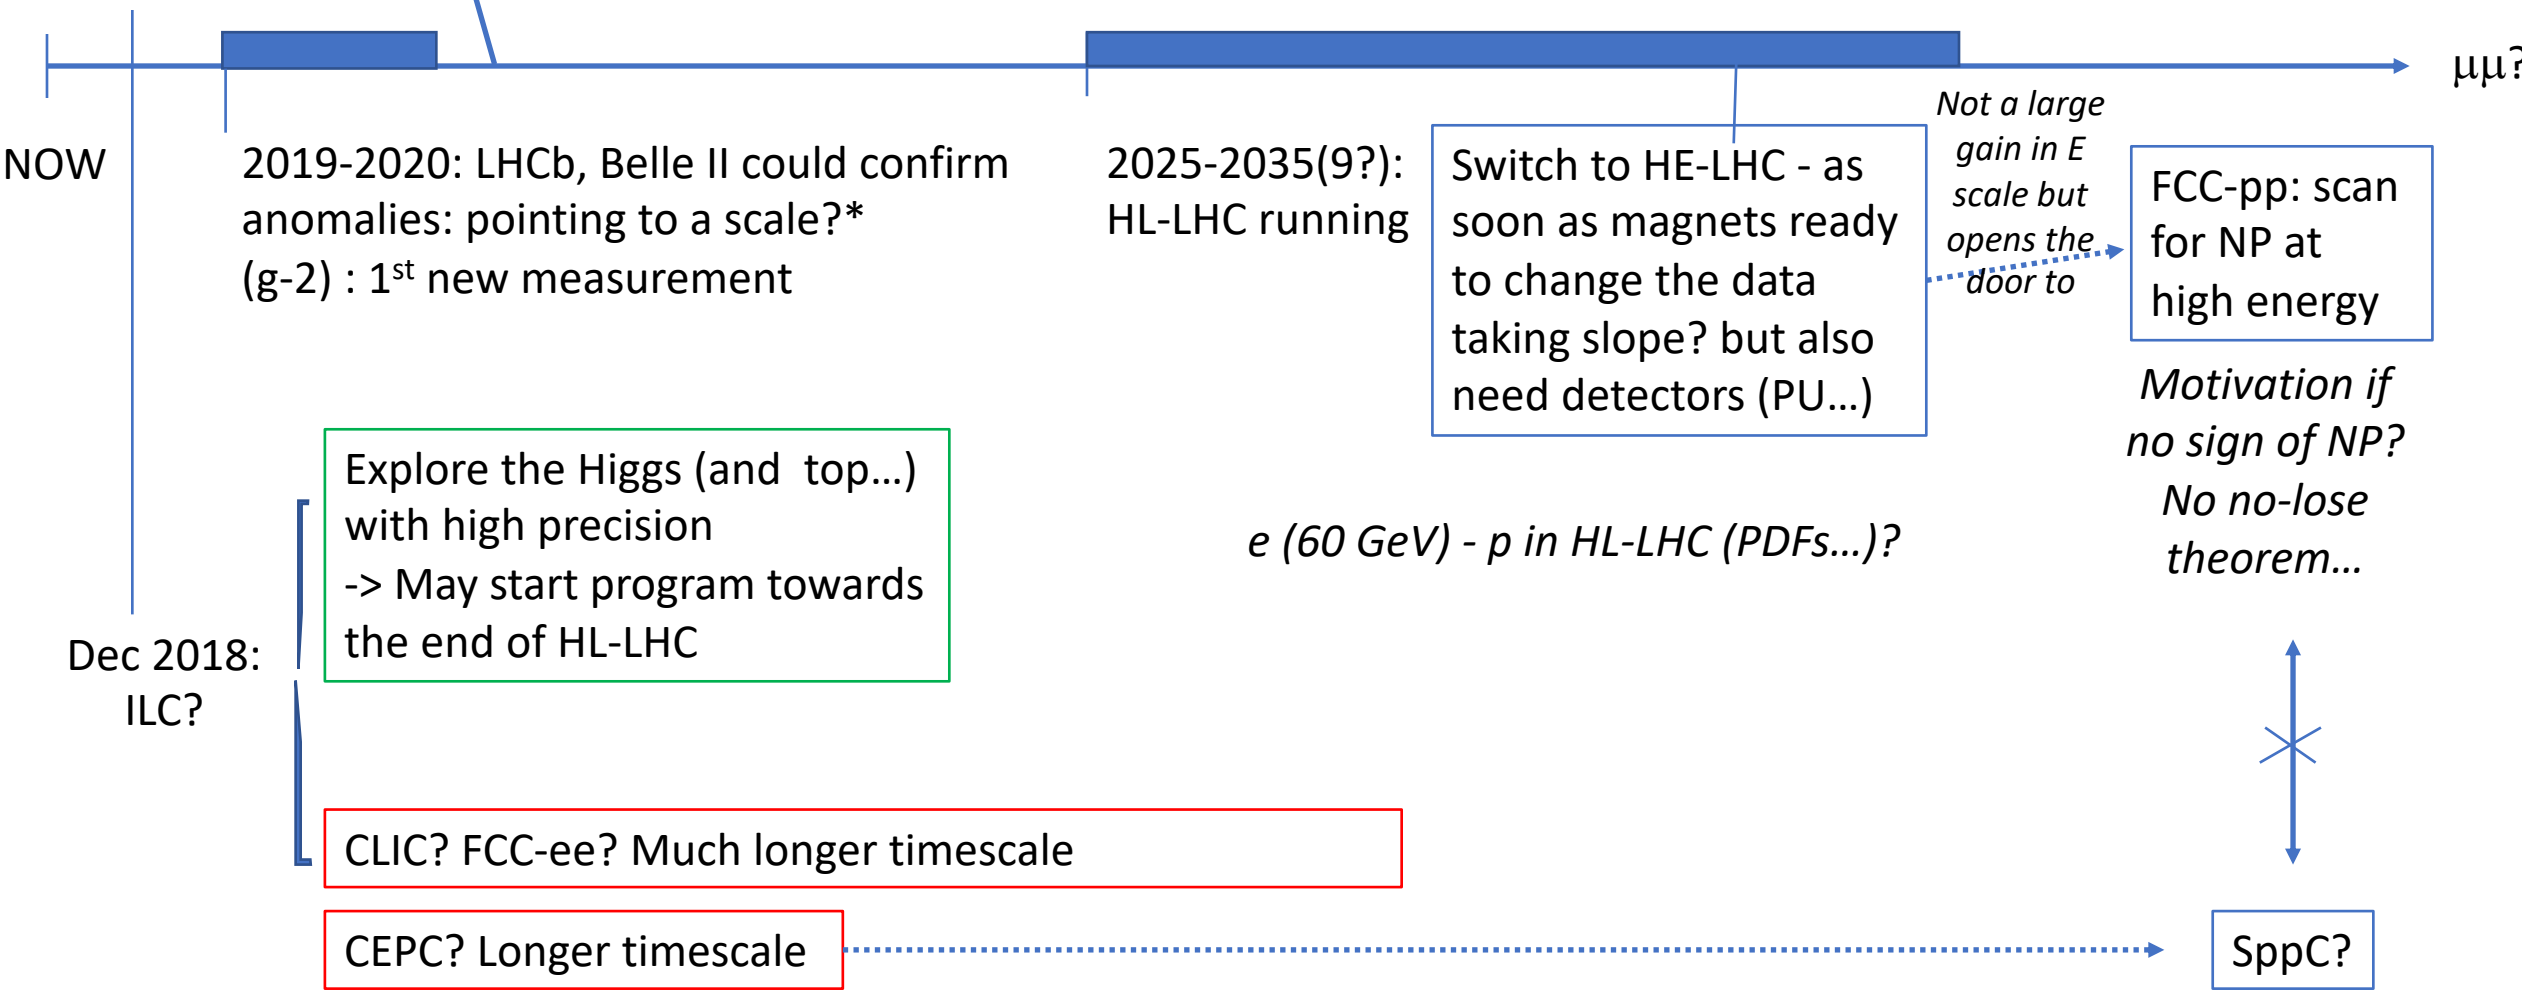 μμ?
NOW
2019-2020: LHCb, Belle II could confirm
anomalies: pointing to a scale?*
(g-2) : 1st new measurement
2025-2035(9?):
HL-LHC running
Switch to HE-LHC - as
soon as magnets ready
to change the data
taking slope? but also
need detectors (PU…)
Not a large
gain in E
scale but
opens the
door to
FCC-pp: scan
for NP at
high energy
Motivation if
no sign of NP?
No no-lose
theorem…
Explore the Higgs (and top…)
with high precision
-> May start program towards
the end of HL-LHC
e (60 GeV) - p in HL-LHC (PDFs…)?
Dec 2018:
ILC?
CLIC? FCC-ee? Much longer timescale
CEPC? Longer timescale
SppC?